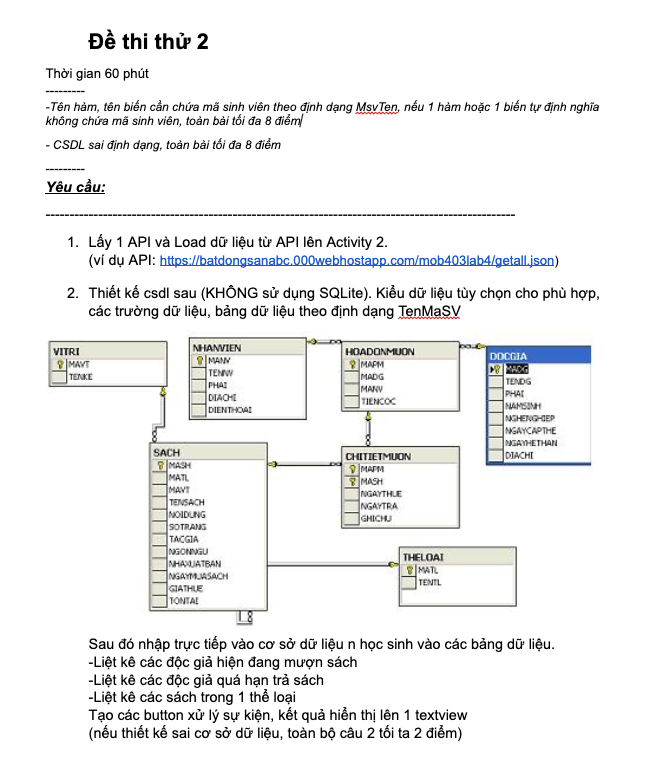 Đề thi thử 2
Thời gian 60 phút
---------
-Tên hàm, tên biến cần chứa mã sinh viên theo định dạng MsvTen, nếu 1 hàm hoặc 1 biến tự định nghĩa
không chứa mã sinh viên, toàn bài tối đa 8 điểm
- CSDL sai định dạng, toàn bài tối đa 8 điểm
---------
Yêu cầu:
---------------------------------------------------------------------------------------------------
1. Lấy 1 API và Load dữ liệu từ API lên Activity 2.
(ví dụ API: https://batdongsanabc.000webhostapp.com/mob403lab4/getall.json)
2. Thiết kế csdl sau (KHÔNG sử dụng SQLite). Kiểu dữ liệu tùy chọn cho phù hợp,
các trường dữ liệu, bảng dữ liệu theo định dạng TenMaSV
VITRI
MAVT
TENKE
NHANVIEN
MANV
TENNV
PHAI
DIACHI
DIENTHOAI
HOADONMUON
MAPM
MADG
MANV
TIENCOC
DOCGIA
MADG
TENDG
PHAI
NAMSINH
NGHENGHIEP
NGAYCAPTHE
NGAYHETHAN
DIACHI
SACH
MASH
MATL
MAVT
TENSACH
NOIDUNG
SOTRANG
TACGIA
NGONNGU
NHAXUATBAN
NGAYMUASACH
GIATHUE
TONTAI
CHITIETMUON
MAPM
MASH
NGAYTHUE
NGAYTRA
GHICHU
THELOAI
MATL
TENTL
Sau đó nhập trực tiếp vào cơ sở dữ liệu n học sinh vào các bảng dữ liệu.
-Liệt kê các độc giả hiện đang mượn sách
-Liệt kê các độc giả quá hạn trả sách
-Liệt kê các sách trong 1 thể loại
Tạo các button xử lý sự kiện, kết quả hiển thị lên 1 textview
(nếu thiết kế sai cơ sở dữ liệu, toàn bộ câu 2 tối ta 2 điểm)